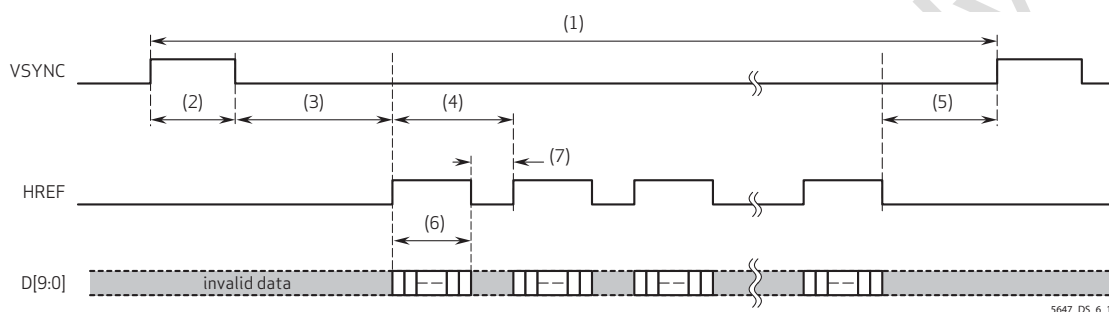 (1)
VSYNC
(2) (3) (4) (5)
(7)
HREF
(6)
D[9:0] invalid data
5647_DS_6_1